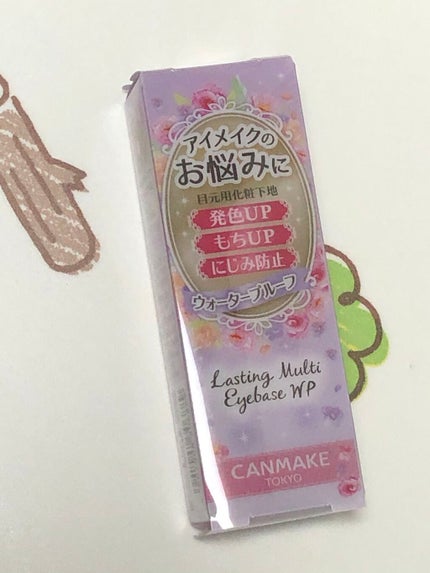 アイメイクの
お悩みに
目元用化粧下地
発色UP
もちUP
にじみ防止
ウォータープルーフ
Lasting Multi
Eyebase WP
CANMAKE
TOKYO